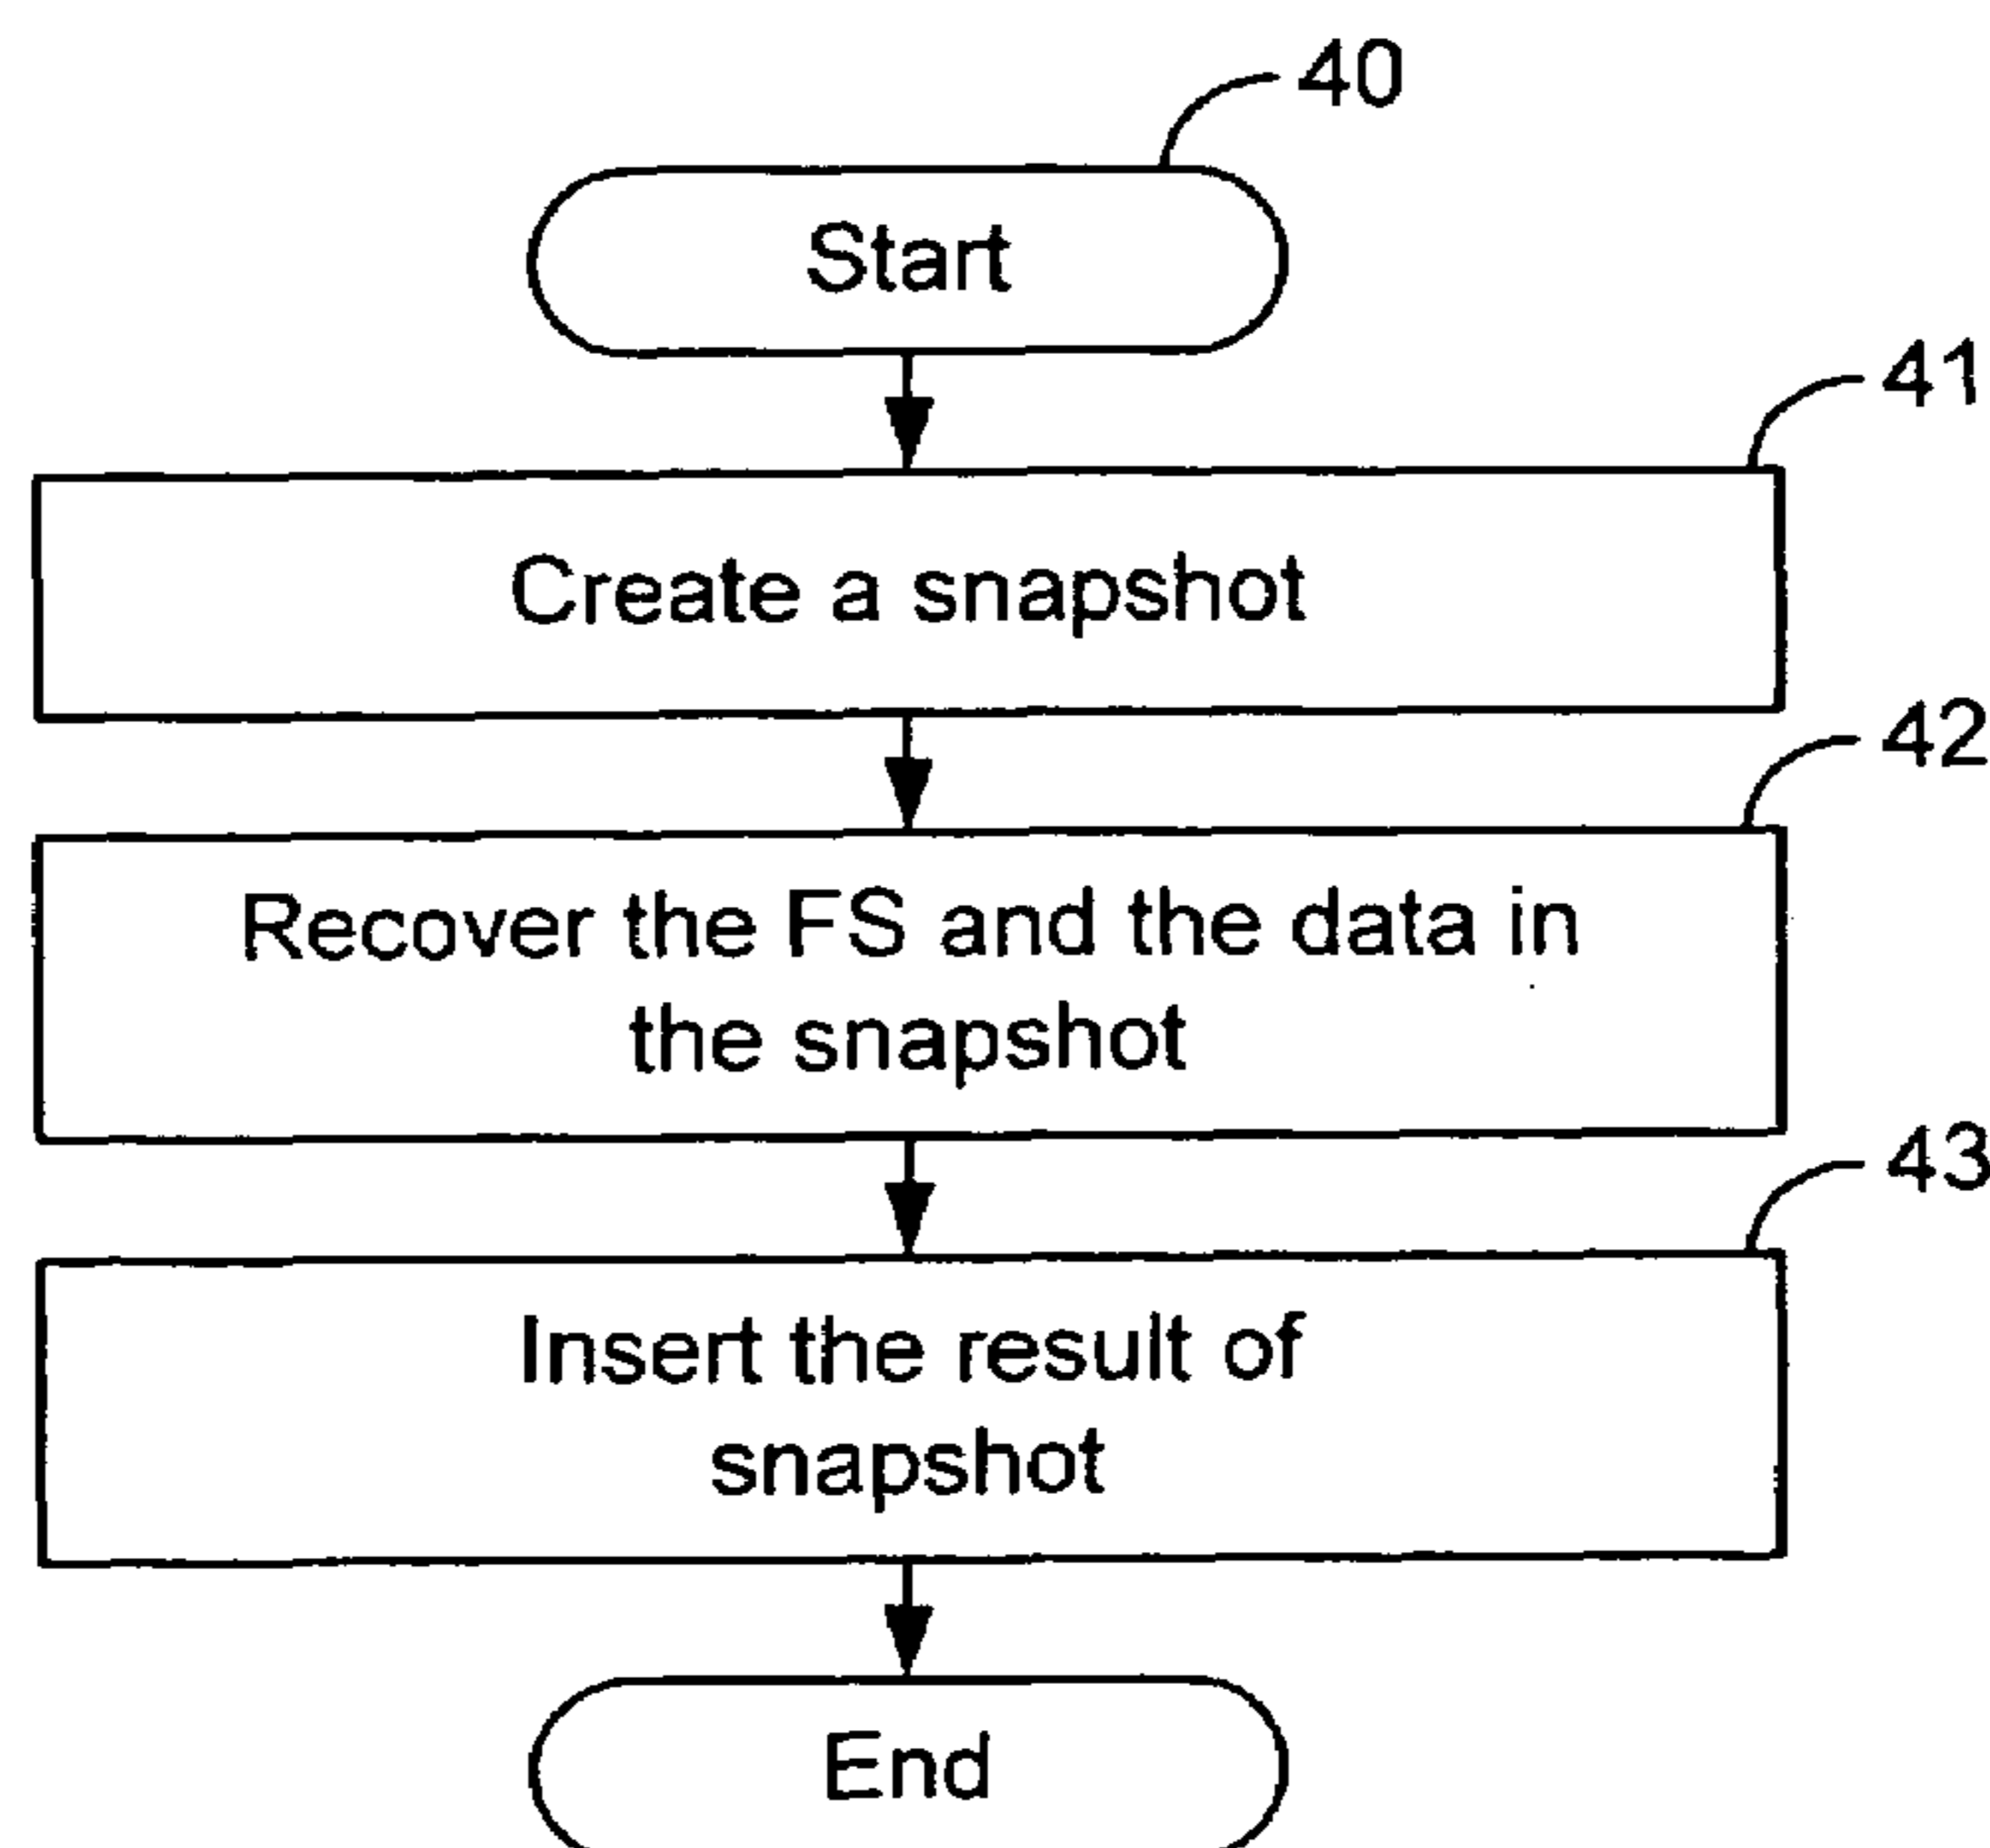 40
Start
41
Create a snapshot
42
Recover the FS and the data in
the snapshot
43
Insert the result of
snapshot
End